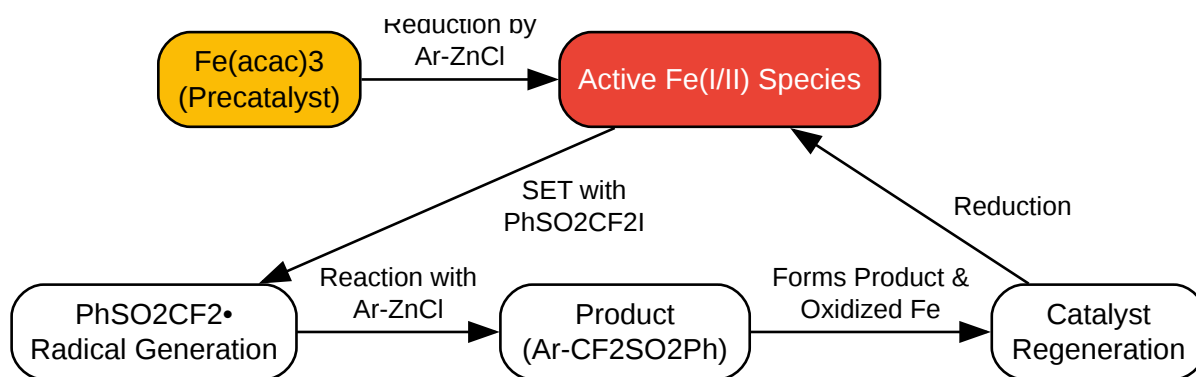 Reduction by
Ar-ZnCl
Fe(acac)3
(Precatalyst)
Active Fe(I/II) Species
SET with
PhSO2CF2I
Reduction
Reaction with
Ar-ZnCl
Forms Product &
Oxidized Fe
PhSO2CF2•
Radical Generation
Product
(Ar-CF2SO2Ph)
Catalyst
Regeneration